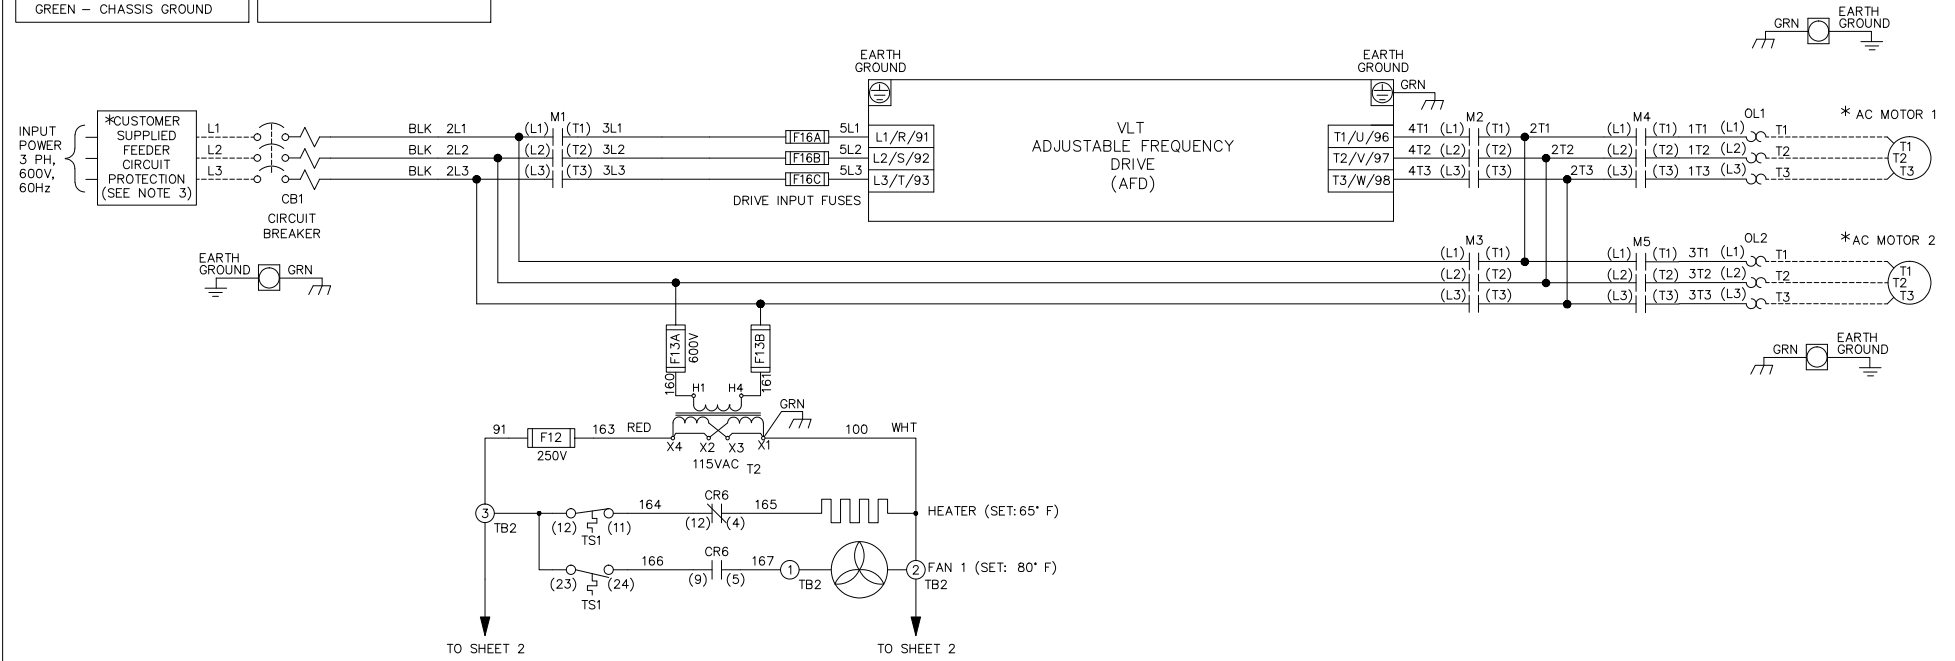 GREEN – CHASSIS GROUND
GRN
EARTH
GROUND
EARTH
GROUND
EARTH
GROUND
GRN
INPUT
POWER
3 PH,
600V,
60Hz
*CUSTOMER
SUPPLIED
FEEDER
CIRCUIT
PROTECTION
(SEE NOTE 3)
L1
L2
L3
CB1
CIRCUIT
BREAKER
BLK 2L1
BLK 2L2
BLK 2L3
M1
(L1) (T1) 3L1
(L2) (T2) 3L2
(L3) (T3) 3L3
F16A 5L1
F16B 5L2
F16C 5L3
DRIVE INPUT FUSES
L1/R/91
L2/S/92
L3/T/93
VLT
ADJUSTABLE FREQUENCY
DRIVE
(AFD)
T1/U/96
T2/V/97
T3/W/98
M2
4T1 (L1) (T1) 2T1
4T2 (L2) (T2) 2T2
4T3 (L3) (T3) 2T3
M4 OL1
(L1) (T1) 1T1 (L1) T1
(L2) (T2) 1T2 (L2) T2
(L3) (T3) 1T3 (L3) T3
* AC MOTOR 1
T1
T2
T3
EARTH
GROUND
GRN
M3
(L1) (T1)
(L2) (T2)
(L3) (T3)
M5 OL2
(L1) (T1) 3T1 (L1) T1
(L2) (T2) 3T2 (L2) T2
(L3) (T3) 3T3 (L3) T3
*AC MOTOR 2
T1
T2
T3
GRN
EARTH
GROUND
F13A
600V
F13B
160
161
H1 H4
GRN
91 F12 163 RED
250V
X4 X2 X3 X1
100 WHT
115VAC T2
3
TB2
(12) (11)
TS1
164
CR6
(12) (4)
165
HEATER (SET:65° F)
(23) (24)
TS1
166
CR6
(9) (5)
167
1
TB2
2
TB2
FAN 1 (SET: 80° F)
TO SHEET 2
TO SHEET 2